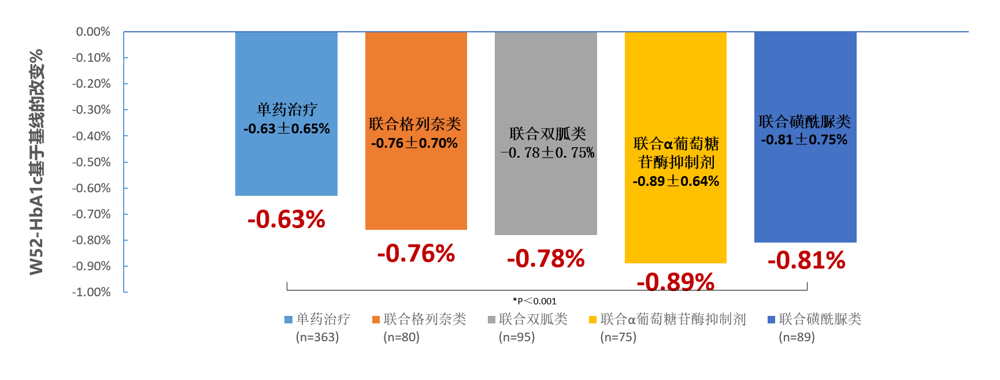 W52-HbA1c基于基线的改变%
0.00%
-0.10%
-0.20%
-0.30%
-0.40%
-0.50%
-0.60%
-0.70%
-0.80%
-0.90%
-1.00%
单药治疗
-0.63±0.65%
-0.63%
联合格列奈类
-0.76±0.70%
-0.76%
联合双胍类
-0.78±0.75%
-0.78%
联合α葡萄糖
苷酶抑制剂
-0.89±0.64%
-0.89%
联合磺酰脲类
-0.81±0.75%
-0.81%
*P＜0.001
单药治疗
(n=363)
联合格列奈类
(n=80)
联合双胍类
(n=95)
联合α葡萄糖苷酶抑制剂
(n=75)
联合磺酰脲类
(n=89)